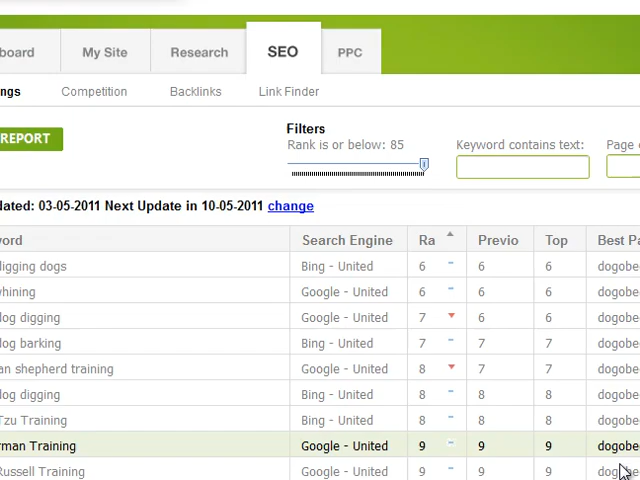 board My Site Research SEO PPC
ngs Competition Backlinks Link Finder
REPORT
Filters
Rank is or below: 85 Keyword contains text: Page
dated: 03-05-2011 Next Update in 10-05-2011 change
word Search Engine Ra Previo Top Best Pa
digging dogs Bing - United 6 - 6 6 dogobe
whining Google - United 6 - 6 6 dogobe
dog digging Google - United 7 6 6 dogobe
dog barking Bing - United 7 - 7 7 dogobe
an shepherd training Google - United 8 7 7 dogobe
dog digging Bing - United 8 - 8 8 dogobe
Tzu Training Bing - United 8 - 8 8 dogobe
rman Training Google - United 9 - 9 9 dogobe
Russell Training Google - United 9 - 9 9 dogobe